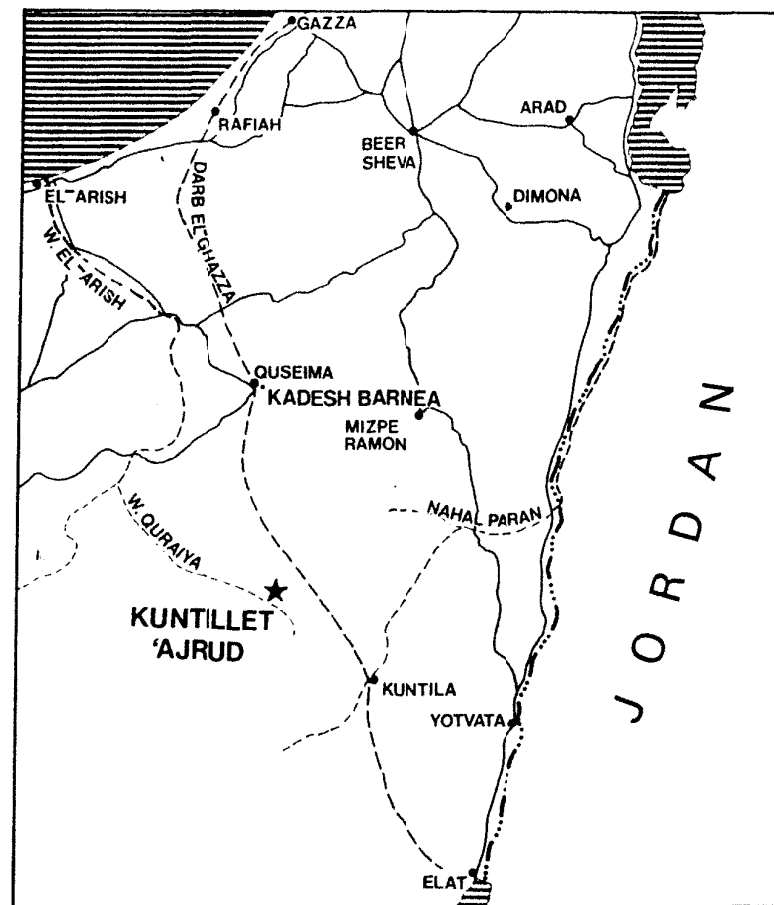 GAZZA
RAFIAH
ARAD
BEER
SHEVA
EL-ARISH
DIMONA
DARB EL GHAZZA
W. EL-ARISH
QUSEIMA
KADESH BARNEA
MIZPE
RAMON
NAHAL PARAN
W. QURAIYA
JORDAN
KUNTILLET
'AJRUD
KUNTILA
YOTVATA
ELAT